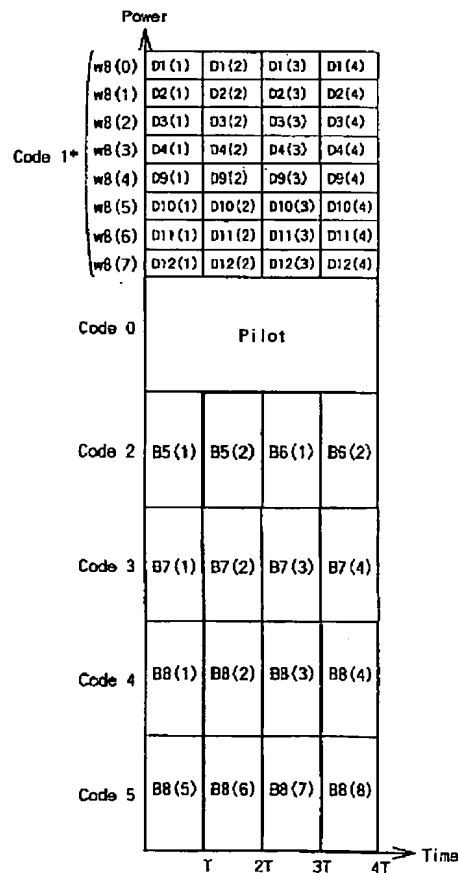 Power
w8(0) D1(1) D1(2) D1(3) D1(4)
w8(1) D2(1) D2(2) D2(3) D2(4)
w8(2) D3(1) D3(2) D3(3) D3(4)
Code 1* w8(3) D4(1) D4(2) D4(3) D4(4)
w8(4) D9(1) D9(2) D9(3) D9(4)
w8(5) D10(1) D10(2) D10(3) D10(4)
w8(6) D11(1) D11(2) D11(3) D11(4)
w8(7) D12(1) D12(2) D12(3) D12(4)
Code 0 Pilot
Code 2 B5(1) B5(2) B6(1) B6(2)
Code 3 B7(1) B7(2) B7(3) B7(4)
Code 4 B8(1) B8(2) B8(3) B8(4)
Code 5 B8(5) B8(6) B8(7) B8(8)
Time
T 2T 3T 4T